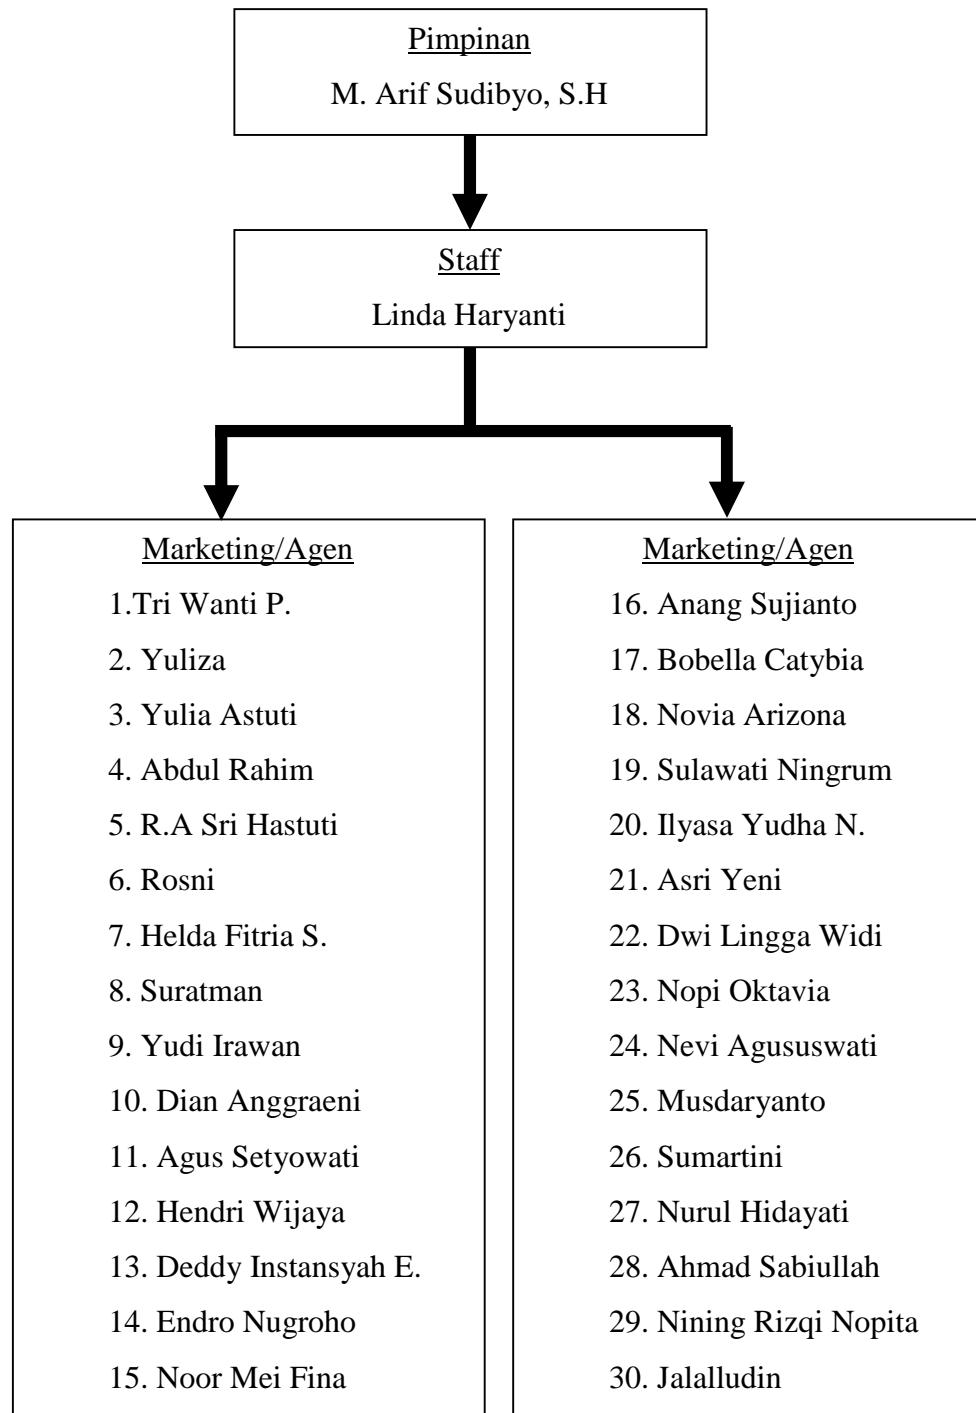 Pimpinan
M. Arif Sudibyo, S.H
Staff
Linda Haryanti
Marketing/Agen
1.Tri Wanti P.
2. Yuliza
3. Yulia Astuti
4. Abdul Rahim
5. R.A Sri Hastuti
6. Rosni
7. Helda Fitria S.
8. Suratman
9. Yudi Irawan
10. Dian Anggraeni
11. Agus Setyowati
12. Hendri Wijaya
13. Deddy Instansyah E.
14. Endro Nugroho
15. Noor Mei Fina
Marketing/Agen
16. Anang Sujianto
17. Bobella Catybia
18. Novia Arizona
19. Sulawati Ningrum
20. Ilyasa Yudha N.
21. Asri Yeni
22. Dwi Lingga Widi
23. Nopi Oktavia
24. Nevi Agususwati
25. Musdaryanto
26. Sumartini
27. Nurul Hidayati
28. Ahmad Sabiullah
29. Nining Rizqi Nopita
30. Jalalludin